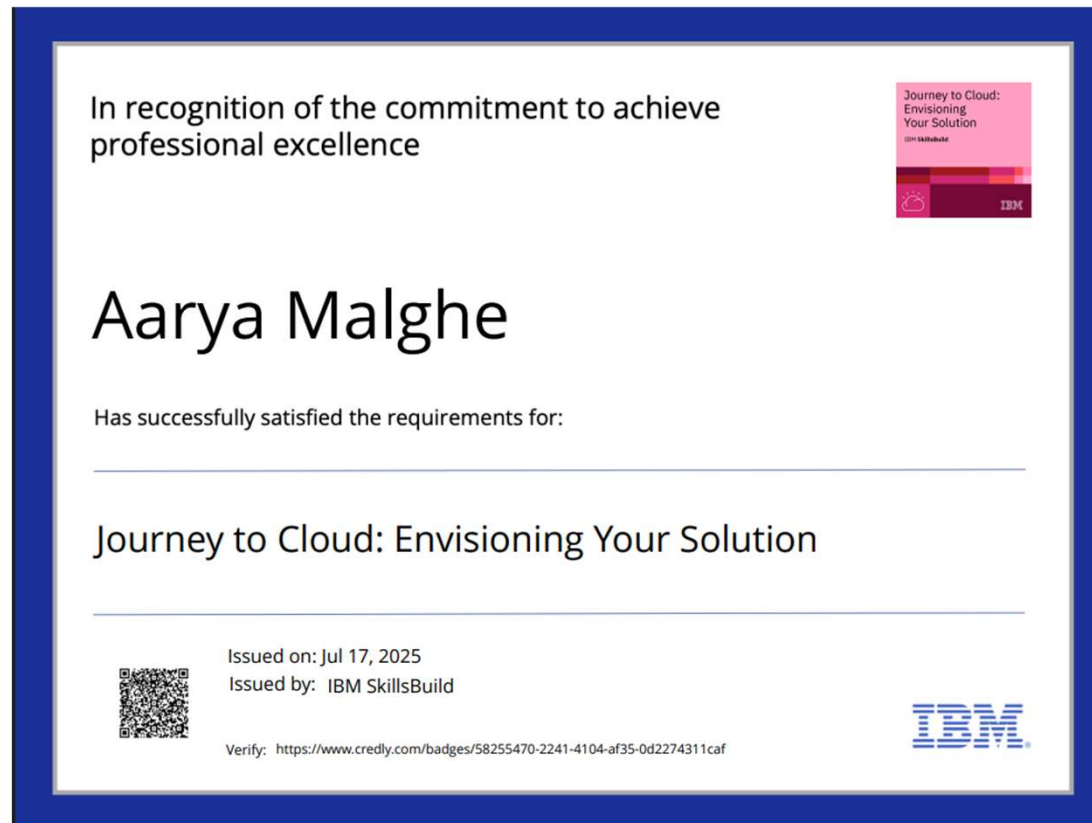 In recognition of the commitment to achieve
professional excellence
Journey to Cloud:
Envisioning
Your Solution
IBM SkillsBuild
IBM
Aarya Malghe
Has successfully satisfied the requirements for:
Journey to Cloud: Envisioning Your Solution
Issued on: Jul 17, 2025
Issued by: IBM SkillsBuild
Verify: https://www.credly.com/badges/58255470-2241-4104-af35-0d2274311caf
IBM®